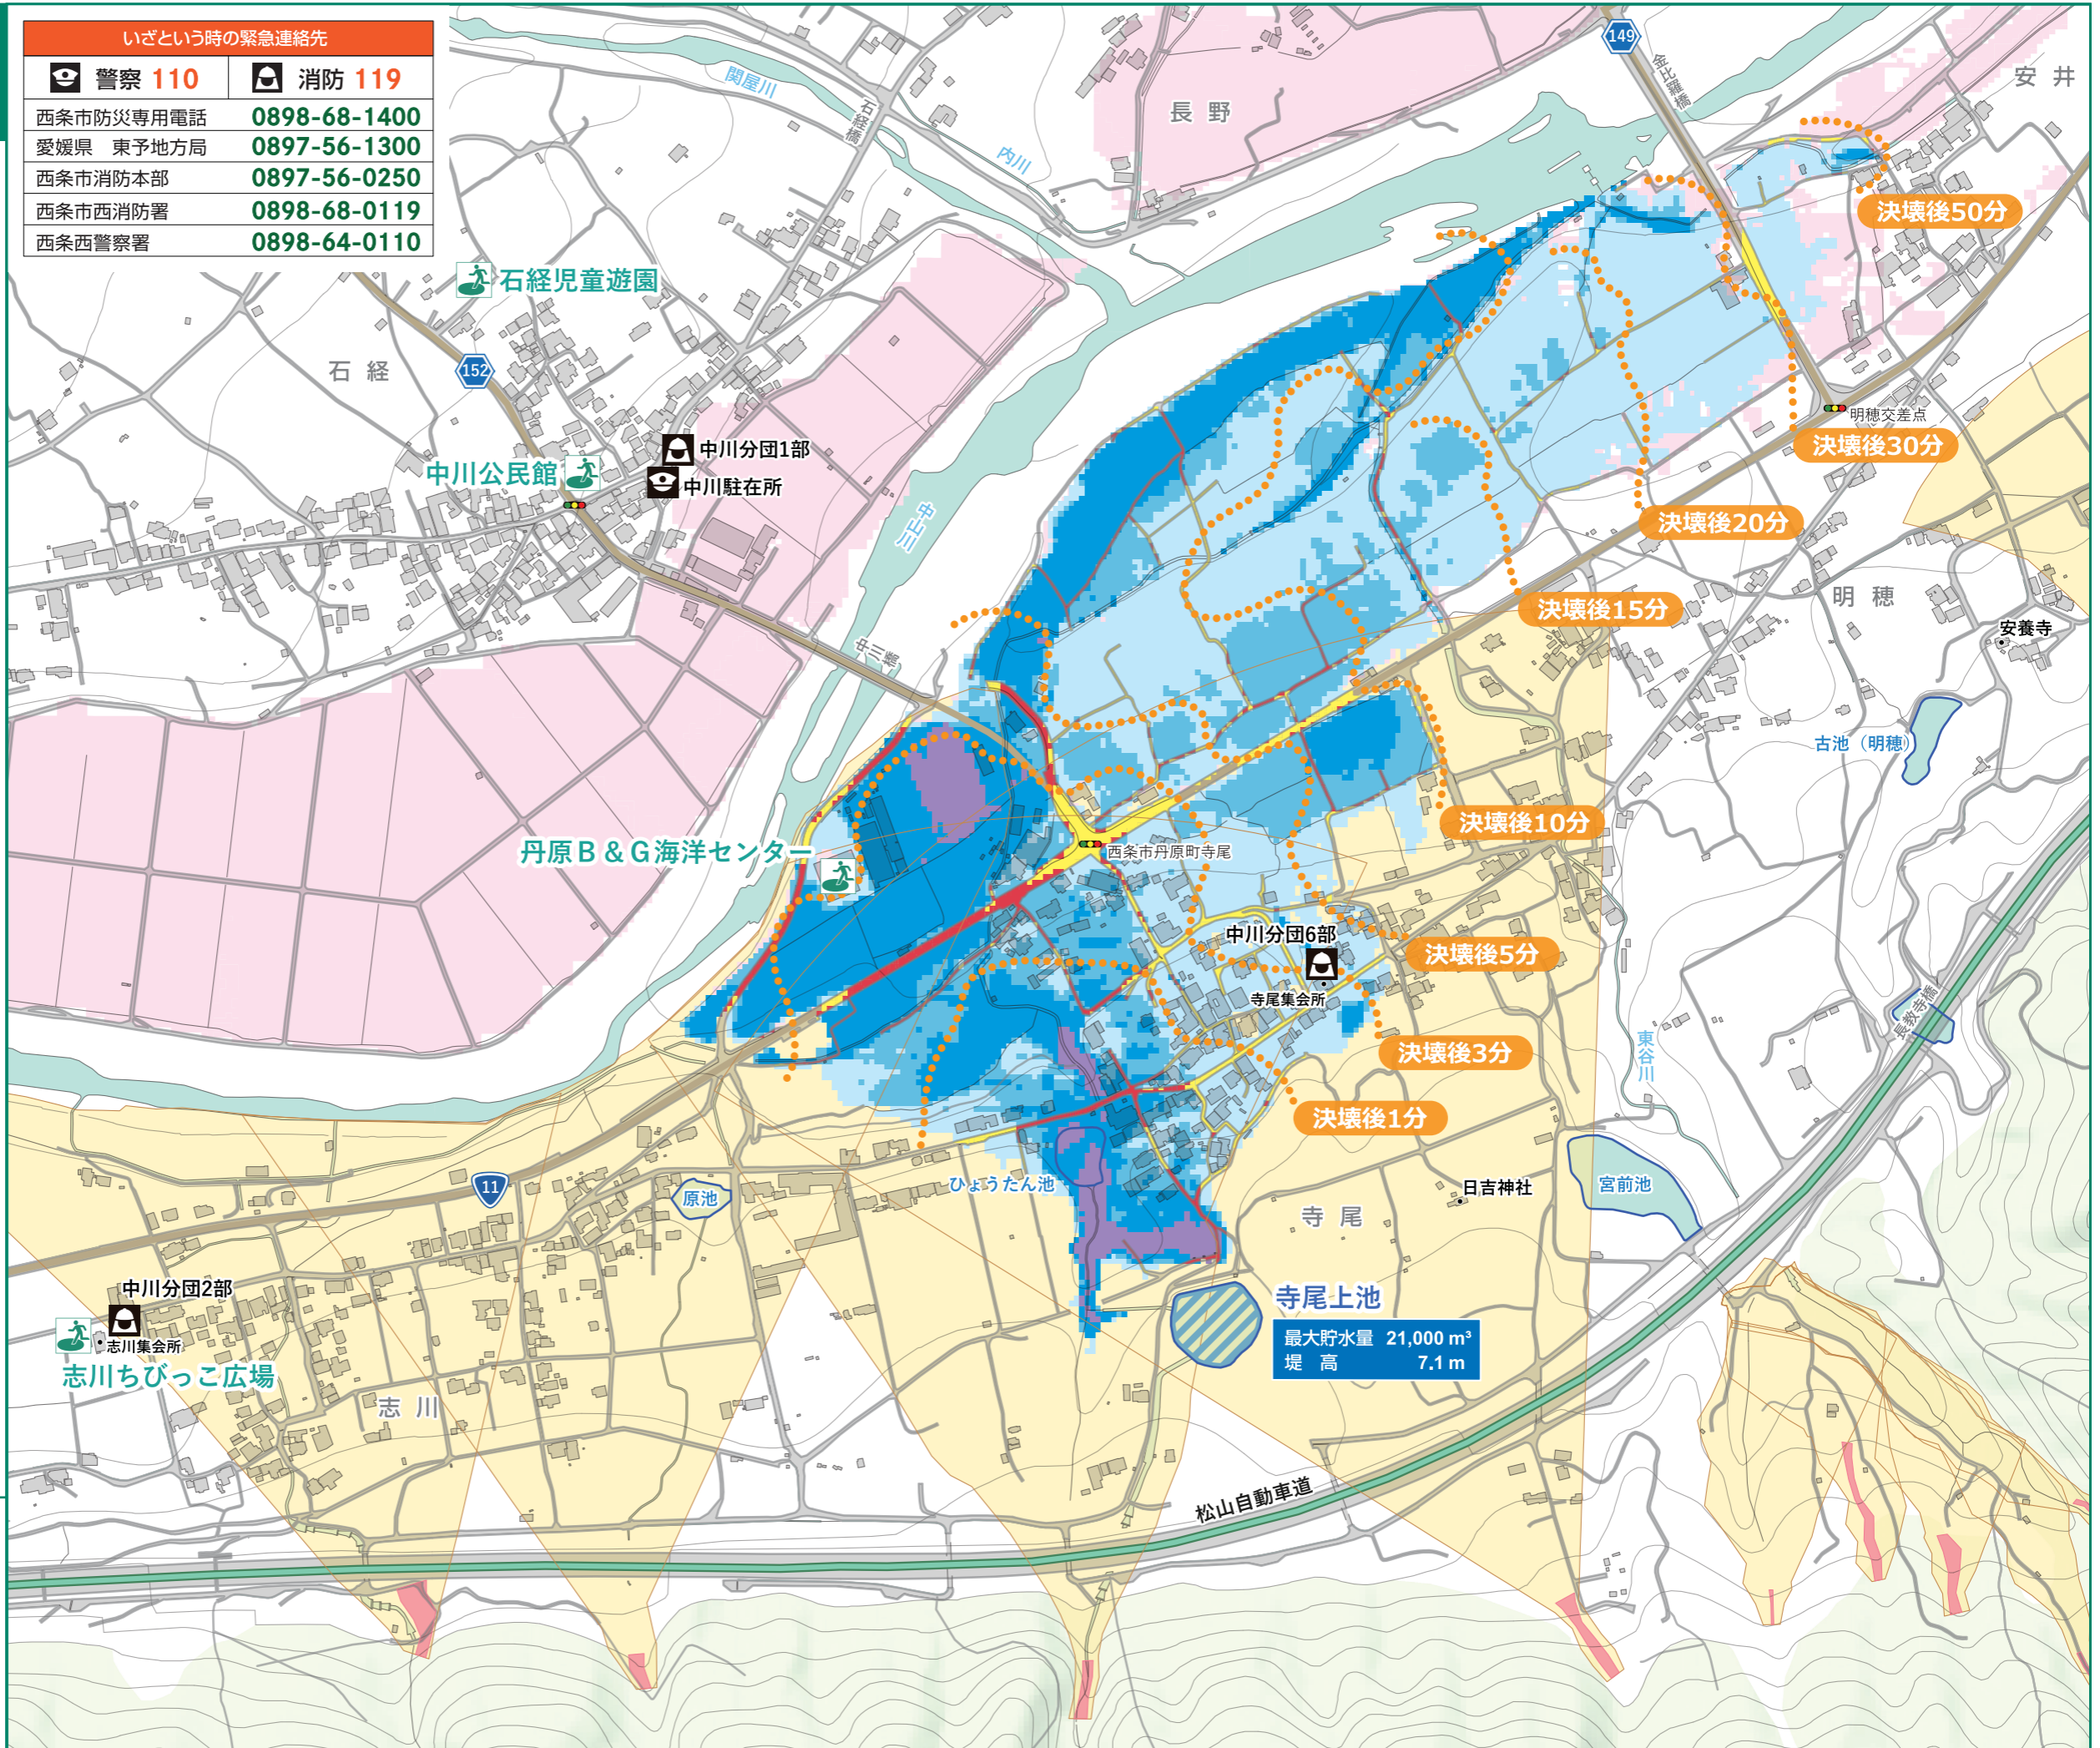 いざという時の緊急連絡先
警察 110 消防 119
西条市防災専用電話 0898-68-1400
愛媛県 東予地方局 0897-56-1300
西条市消防本部 0897-56-0250
西条市西消防署 0898-68-0119
西条西警察署 0898-64-0110
149
金比羅橋
安井
関屋川
石経橋
長野
内川
決壊後50分
石経児童遊園
石経
152
明穂交差点
決壊後30分
中川分団1部
中川公民館
中川駐在所
中山川
決壊後20分
決壊後15分
明穂
安養寺
中川橋
古池（明穂）
決壊後10分
丹原B＆G海洋センター
西条市丹原町寺尾
中川分団6部
決壊後5分
寺尾集会所
長教寺橋
決壊後3分
東谷川
決壊後1分
11
原池
ひょうたん池
日吉神社
宮前池
寺尾
中川分団2部
志川集会所
志川ちびっこ広場
寺尾上池
最大貯水量 21,000 m³
堤高 7.1 m
志川
松山自動車道